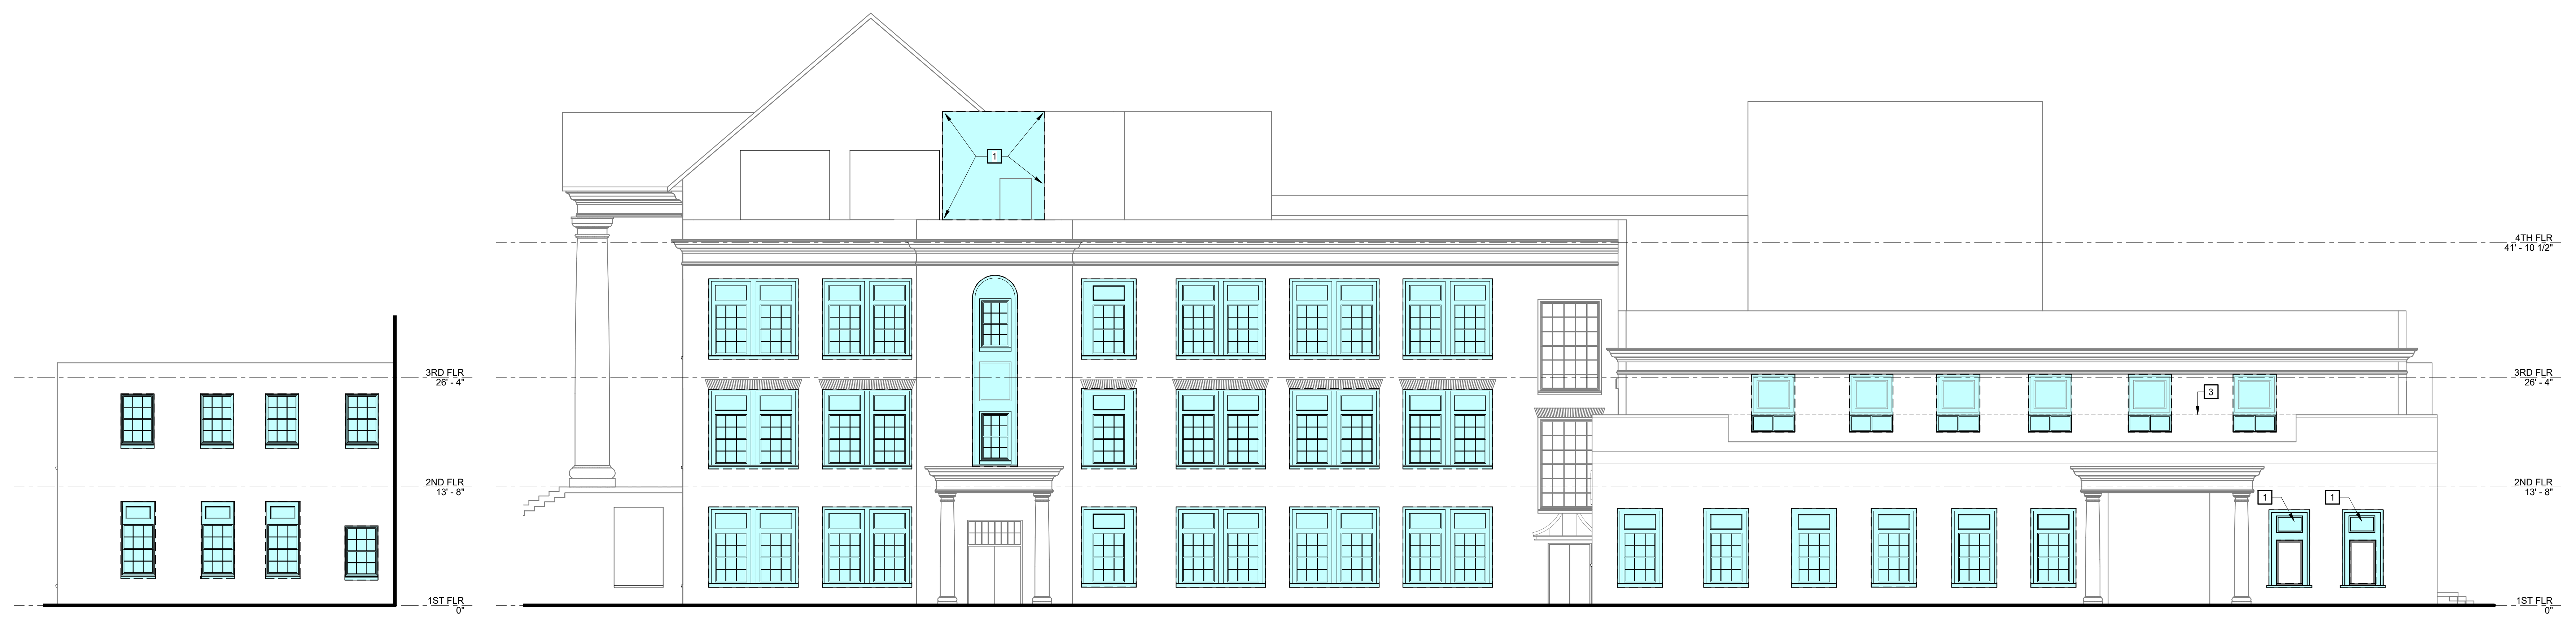 1
4TH FLR
41' - 10 1/2"
3RD FLR
26' - 4"
3RD FLR
26' - 4"
3
2ND FLR
13' - 8"
2ND FLR
13' - 8"
1
1
1ST FLR
0"
1ST FLR
0"